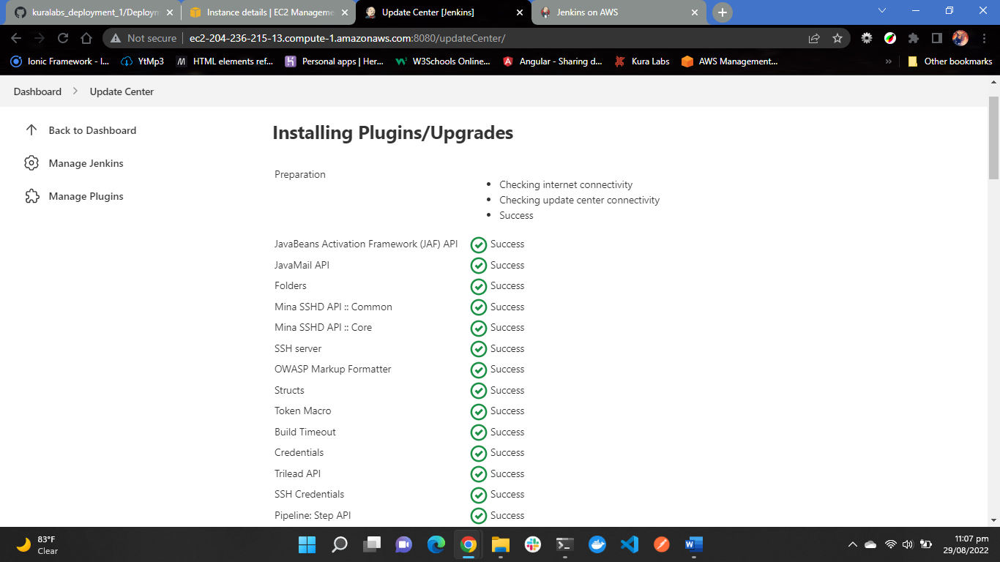 kuralabs_deployment_1/Deploym
Instance details | EC2 Manageme
Update Center [Jenkins]
Jenkins on AWS
Not secure
ec2-204-236-215-13.compute-1.amazonaws.com:8080/updateCenter/
Ionic Framework - I...
YtMp3
HTML elements ref...
Personal apps | Her...
W3Schools Online...
Angular - Sharing d...
Kura Labs
AWS Management...
»
Other bookmarks
Dashboard
Update Center
Back to Dashboard
Manage Jenkins
Manage Plugins
Installing Plugins/Upgrades
Preparation
Checking internet connectivity
Checking update center connectivity
Success
JavaBeans Activation Framework (JAF) API Success
JavaMail API Success
Folders Success
Mina SSHD API :: Common Success
Mina SSHD API :: Core Success
SSH server Success
OWASP Markup Formatter Success
Structs Success
Token Macro Success
Build Timeout Success
Credentials Success
Trilead API Success
SSH Credentials Success
Pipeline: Step API Success
83°F
Clear
11:07 pm
29/08/2022